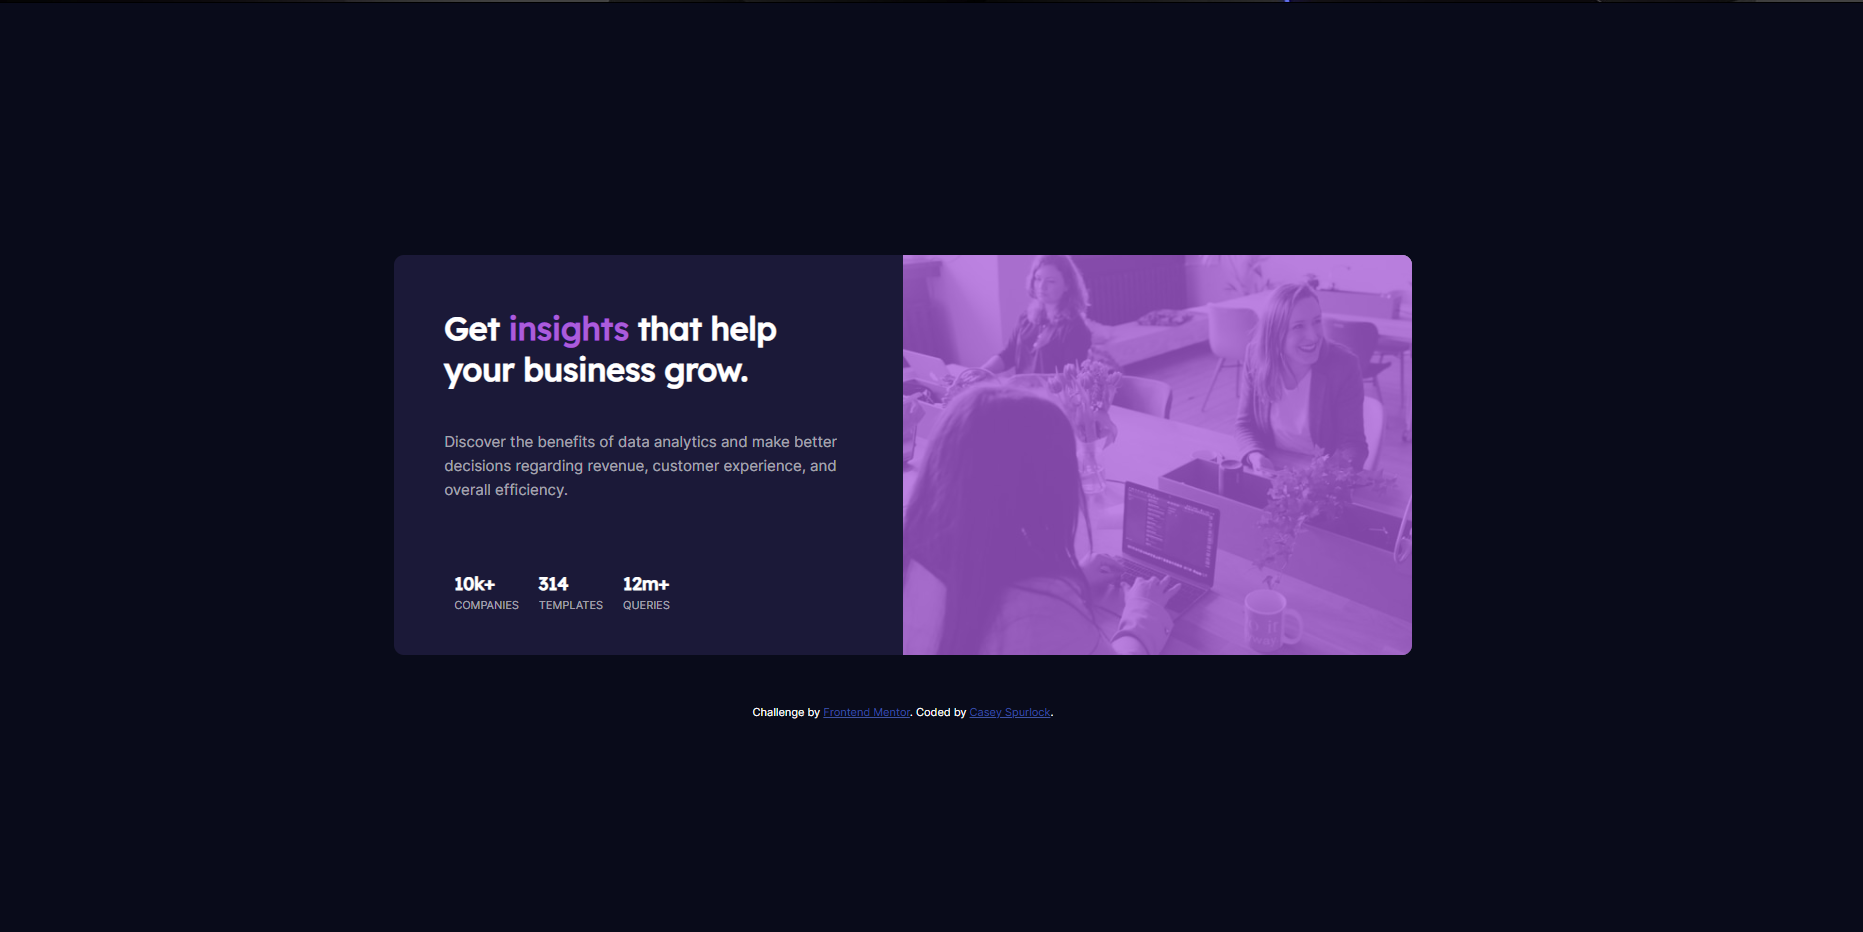 Get insights that help
your business grow.
Discover the benefits of data analytics and make better
decisions regarding revenue, customer experience, and
overall efficiency.
10k+ 314 12m+
COMPANIES TEMPLATES QUERIES
Challenge by Frontend Mentor. Coded by Casey Spurlock.